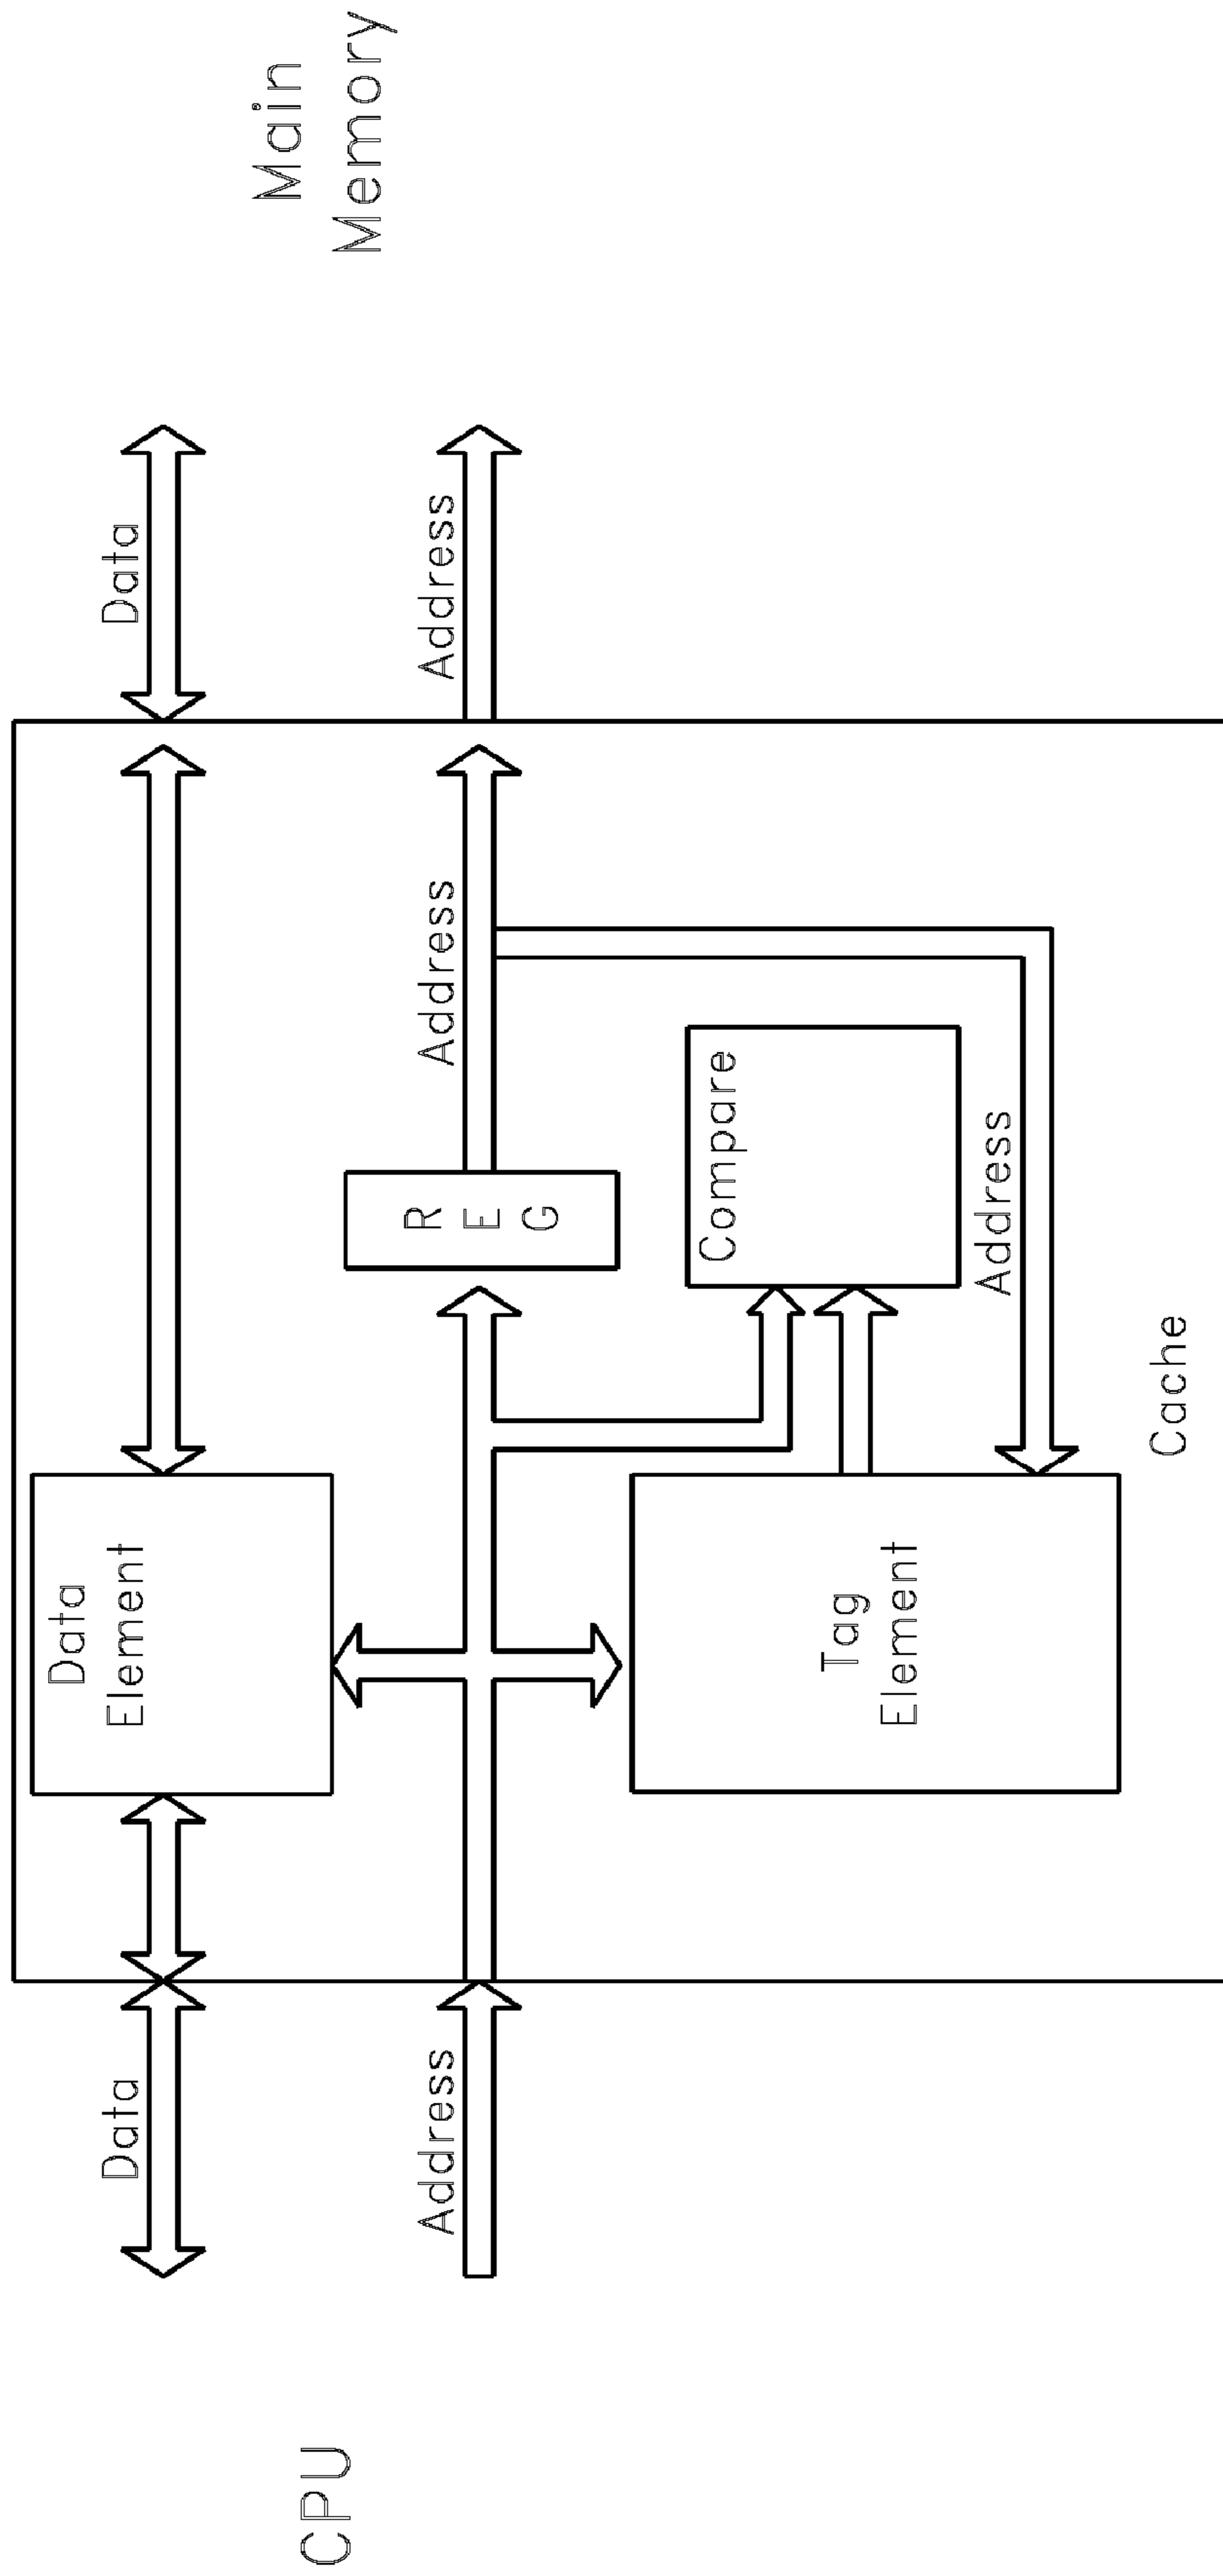 CPU
Data
Address
Data
Element
Tag
Element
R
E
G
Compare
Address
Address
Cache
Data
Address
Main
Memory